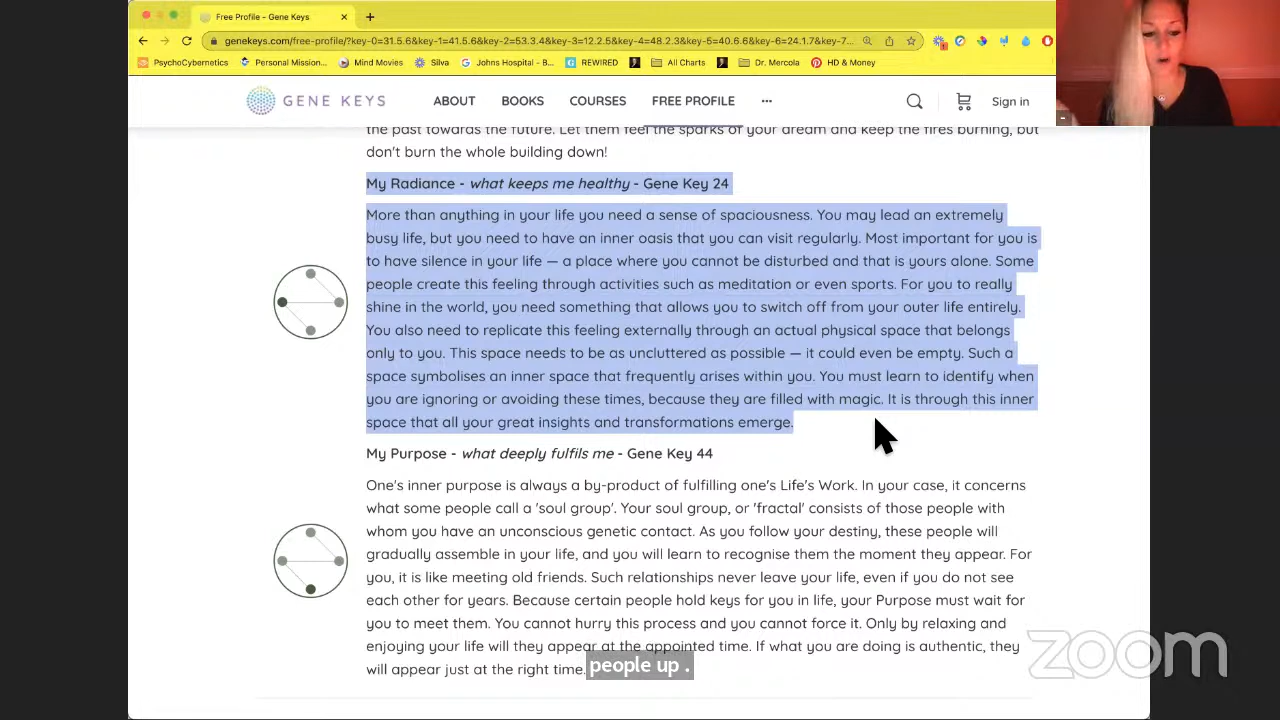 Free Profile - Gene Keys
genekeys.com/free-profile/?key-0=31.5.6&key-1=41.5.6&key-2=53.3.4&key-3=12.2.5&key-4=48.2.3&key-5=40.6.6&key-6=24.1.7&key-7...
PsychoCybernetics Personal Mission... Mind Movies Silva Johns Hospital - B... REWIRED All Charts Dr. Mercola HD & Money
GENE KEYS ABOUT BOOKS COURSES FREE PROFILE ••• Sign in
the past towards the future. Let them feel the sparks of your dream and keep the fires burning, but
don't burn the whole building down!
My Radiance - what keeps me healthy - Gene Key 24
More than anything in your life you need a sense of spaciousness. You may lead an extremely
busy life, but you need to have an inner oasis that you can visit regularly. Most important for you is
to have silence in your life — a place where you cannot be disturbed and that is yours alone. Some
people create this feeling through activities such as meditation or even sports. For you to really
shine in the world, you need something that allows you to switch off from your outer life entirely.
You also need to replicate this feeling externally through an actual physical space that belongs
only to you. This space needs to be as uncluttered as possible — it could even be empty. Such a
space symbolises an inner space that frequently arises within you. You must learn to identify when
you are ignoring or avoiding these times, because they are filled with magic. It is through this inner
space that all your great insights and transformations emerge.
My Purpose - what deeply fulfils me - Gene Key 44
One's inner purpose is always a by-product of fulfilling one's Life's Work. In your case, it concerns
what some people call a 'soul group'. Your soul group, or 'fractal' consists of those people with
whom you have an unconscious genetic contact. As you follow your destiny, these people will
gradually assemble in your life, and you will learn to recognise them the moment they appear. For
you, it is like meeting old friends. Such relationships never leave your life, even if you do not see
each other for years. Because certain people hold keys for you in life, your Purpose must wait for
you to meet them. You cannot hurry this process and you cannot force it. Only by relaxing and
enjoying your life will they appear at the appointed time. If what you are doing is authentic, they
will appear just at the right time.
people up .
zoom